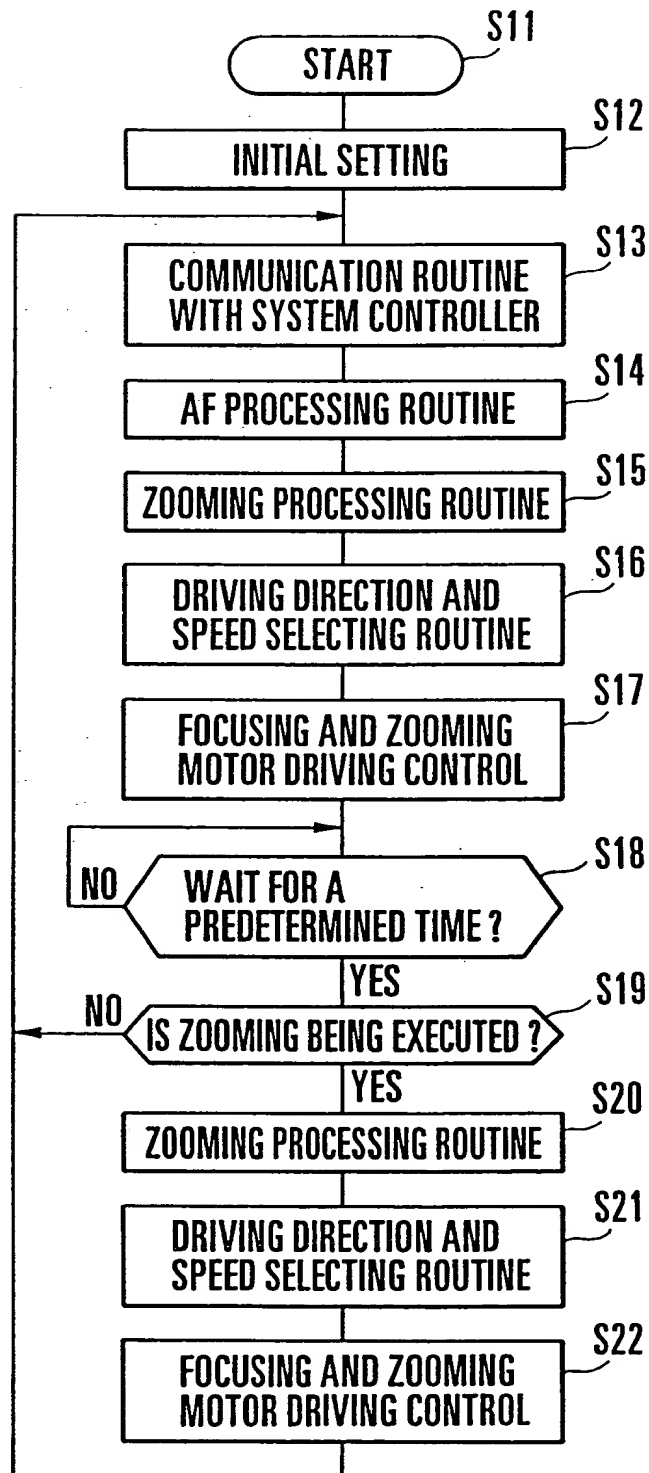 S11
START
S12
INITIAL SETTING
S13
COMMUNICATION ROUTINE
WITH SYSTEM CONTROLLER
S14
AF PROCESSING ROUTINE
S15
ZOOMING PROCESSING ROUTINE
S16
DRIVING DIRECTION AND
SPEED SELECTING ROUTINE
S17
FOCUSING AND ZOOMING
MOTOR DRIVING CONTROL
S18
NO
WAIT FOR A
PREDETERMINED TIME ?
YES
S19
NO
IS ZOOMING BEING EXECUTED ?
YES
S20
ZOOMING PROCESSING ROUTINE
S21
DRIVING DIRECTION AND
SPEED SELECTING ROUTINE
S22
FOCUSING AND ZOOMING
MOTOR DRIVING CONTROL